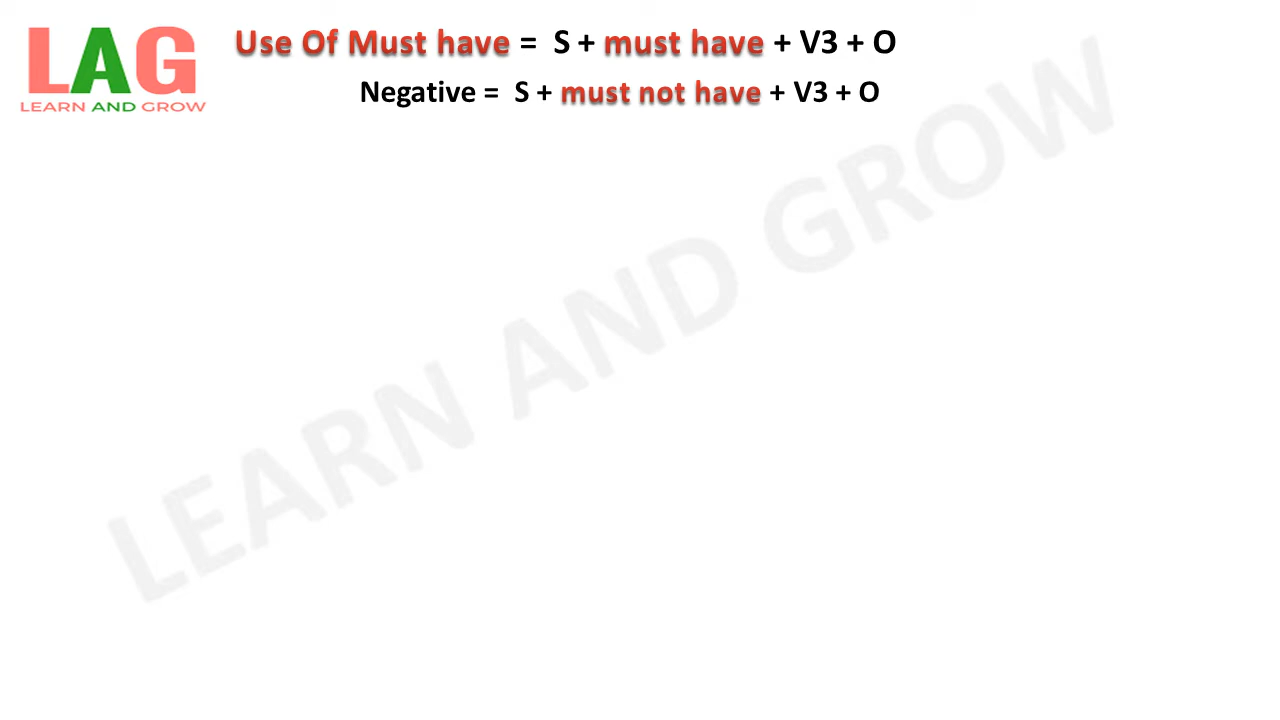 LAG
LEARN AND GROW
Use Of Must have = S + must have + V3 + O
Negative = S + must not have + V3 + O
LEARN AND GROW